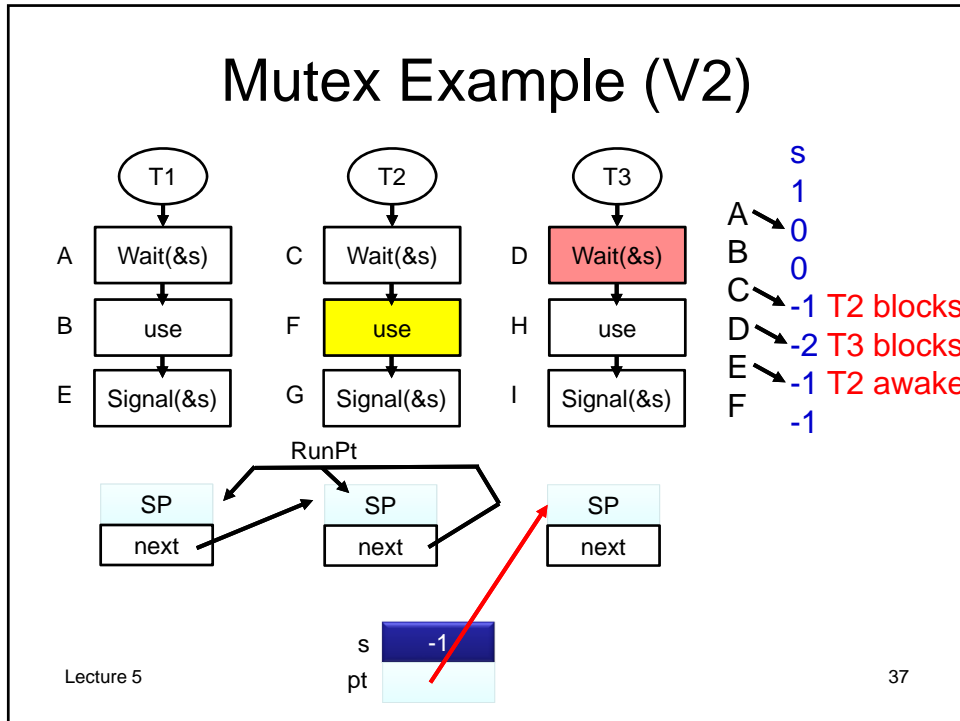 Mutex Example (V2)
T1
T2
T3
A
Wait(&s)
C
Wait(&s)
D
Wait(&s)
B
use
F
use
H
use
E
Signal(&s)
G
Signal(&s)
I
Signal(&s)
s
1
A
0
B
0
C
-1 T2 blocks
D
-2 T3 blocks
E
-1 T2 awake
F
-1
RunPt
SP
SP
SP
next
next
next
s
-1
pt
Lecture 5
37